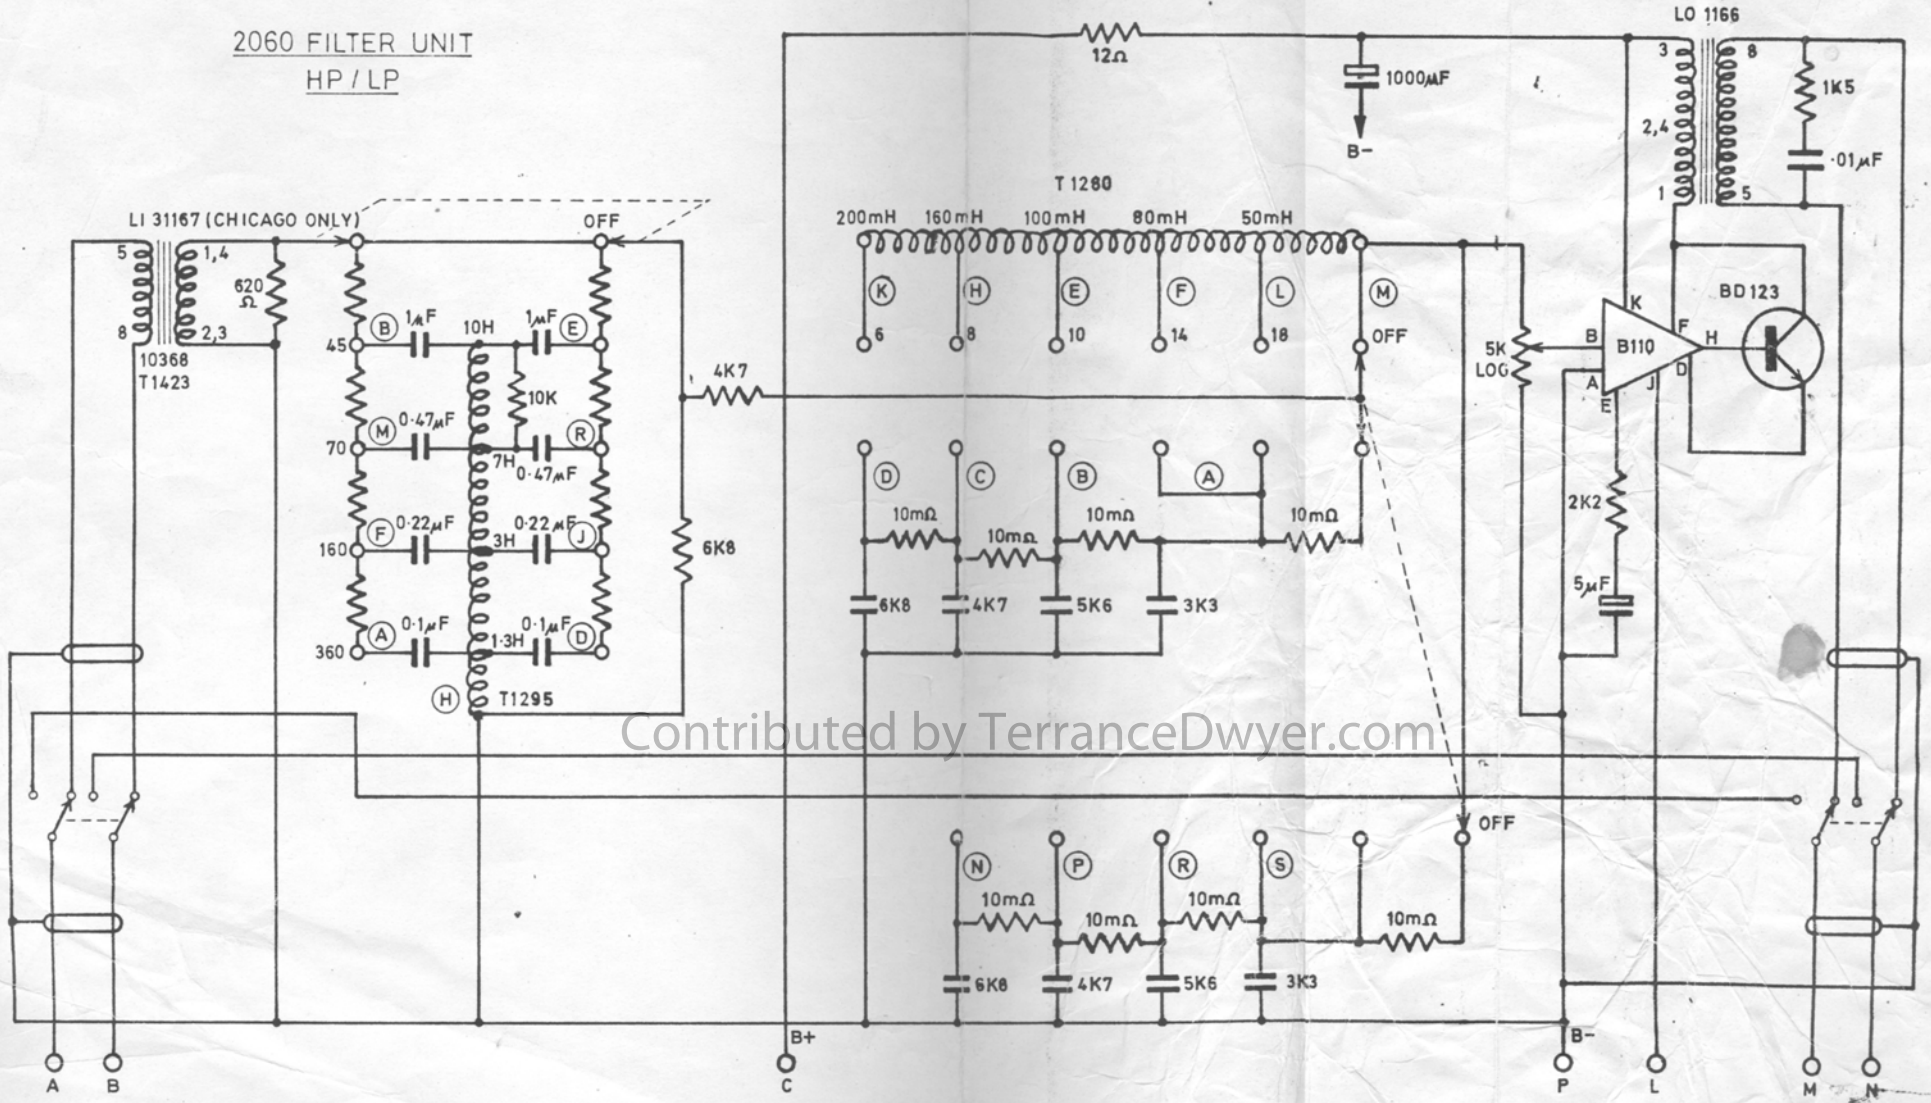 2060 FILTER UNIT
HP / LP
LO 1166
12Ω
1000µF
B-
3
8
2,4
1
5
1K5
·01µF
T 1280
LI 31167 (CHICAGO ONLY)
OFF
200mH
160mH
100mH
80mH
50mH
5
8
1,4
2,3
620
Ω
10368
T1423
K
H
E
F
L
M
6
8
10
14
18
OFF
B
1µF
10H
1µF
E
45
10K
M
0·47µF
7H
0·47µF
R
70
F
0·22µF
3H
0·22µF
J
160
A
0·1µF
1·3H
0·1µF
D
360
H
T1295
4K7
6K8
5K
LOG
B
A
B110
K
F
H
D
J
E
BD123
2K2
5µF
D
C
B
A
10mΩ
10mΩ
10mΩ
10mΩ
6K8
4K7
5K6
3K3
Contributed by TerranceDwyer.com
OFF
N
P
R
S
10mΩ
10mΩ
10mΩ
10mΩ
6K8
4K7
5K6
3K3
B+
B-
A
B
C
P
L
M
N